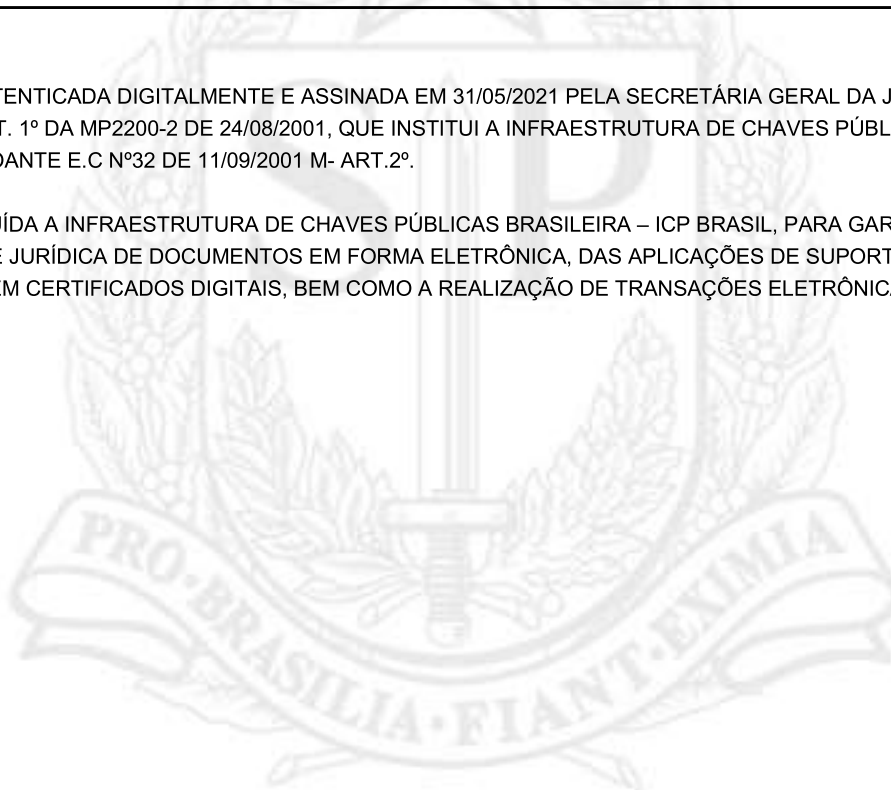 TENTICADA DIGITALMENTE E ASSINADA EM 31/05/2021 PELA SECRETÁRIA GERAL DA J
T. 1º DA MP2200-2 DE 24/08/2001, QUE INSTITUI A INFRAESTRUTURA DE CHAVES PÚBL
DANTE E.C Nº32 DE 11/09/2001 M- ART.2º.
UÍDA A INFRAESTRUTURA DE CHAVES PÚBLICAS BRASILEIRA – ICP BRASIL, PARA GAR
E JURÍDICA DE DOCUMENTOS EM FORMA ELETRÔNICA, DAS APLICAÇÕES DE SUPORT
EM CERTIFICADOS DIGITAIS, BEM COMO A REALIZAÇÃO DE TRANSAÇÕES ELETRÔNICA
SP
PRO·BRASILIA·FIANT·EXIMIA